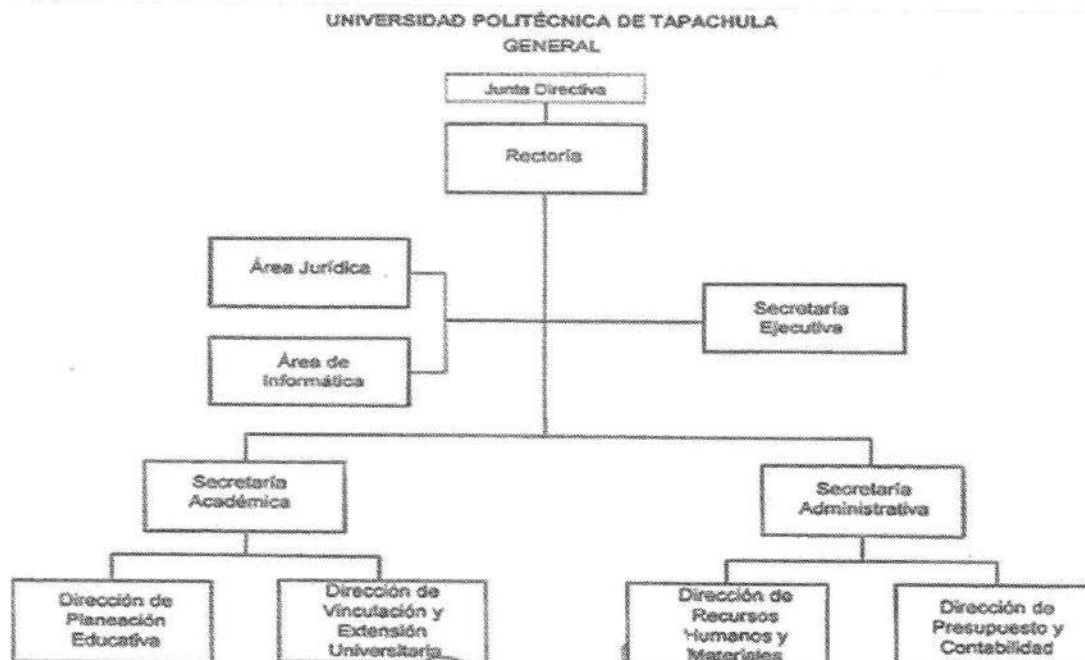 UNIVERSIDAD POLITÉCNICA DE TAPACHULA
GENERAL
Junta Directiva
Rectoría
Área Jurídica
Secretaría
Ejecutiva
Área de
Informática
Secretaría
Académica
Secretaría
Administrativa
Dirección de
Planeación
Educativa
Dirección de
Vinculación y
Extensión
Universitaria
Dirección de
Recursos
Humanos y
Materiales
Dirección de
Presupuesto y
Contabilidad